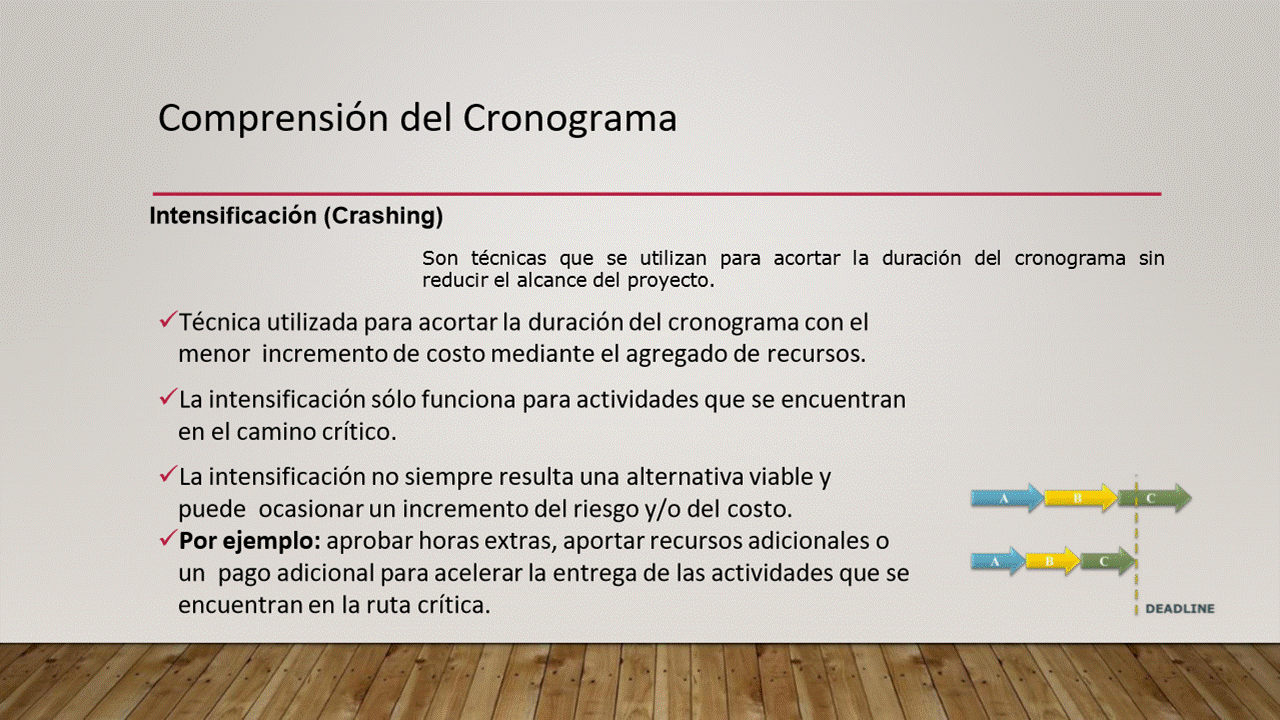 Comprensión del Cronograma
Intensificación (Crashing)
Son técnicas que se utilizan para acortar la duración del cronograma sin
reducir el alcance del proyecto.
✓Técnica utilizada para acortar la duración del cronograma con el
menor incremento de costo mediante el agregado de recursos.
✓La intensificación sólo funciona para actividades que se encuentran
en el camino crítico.
✓La intensificación no siempre resulta una alternativa viable y
puede ocasionar un incremento del riesgo y/o del costo.
✓Por ejemplo: aprobar horas extras, aportar recursos adicionales o
un pago adicional para acelerar la entrega de las actividades que se
encuentran en la ruta crítica.
A B C
A B C
DEADLINE